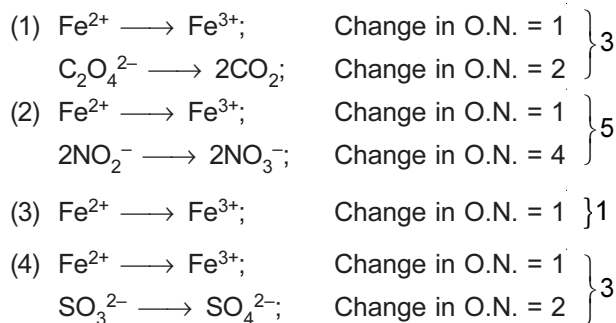 (1) Fe²⁺ ⟶ Fe³⁺; Change in O.N. = 1
C₂O₄²⁻ ⟶ 2CO₂; Change in O.N. = 2 } 3
(2) Fe²⁺ ⟶ Fe³⁺; Change in O.N. = 1
2NO₂⁻ ⟶ 2NO₃⁻; Change in O.N. = 4 } 5
(3) Fe²⁺ ⟶ Fe³⁺; Change in O.N. = 1 } 1
(4) Fe²⁺ ⟶ Fe³⁺; Change in O.N. = 1
SO₃²⁻ ⟶ SO₄²⁻; Change in O.N. = 2 } 3